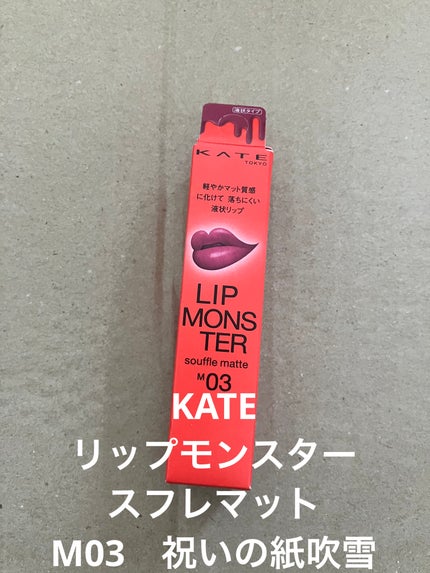 液状タイプ
KATE
TOKYO
軽やかマット質感
に化けて 落ちにくい
液状リップ
LIP
MONS
TER
souffle matte
M03
KATE
リップモンスター
スフレマット
M03　祝いの紙吹雪